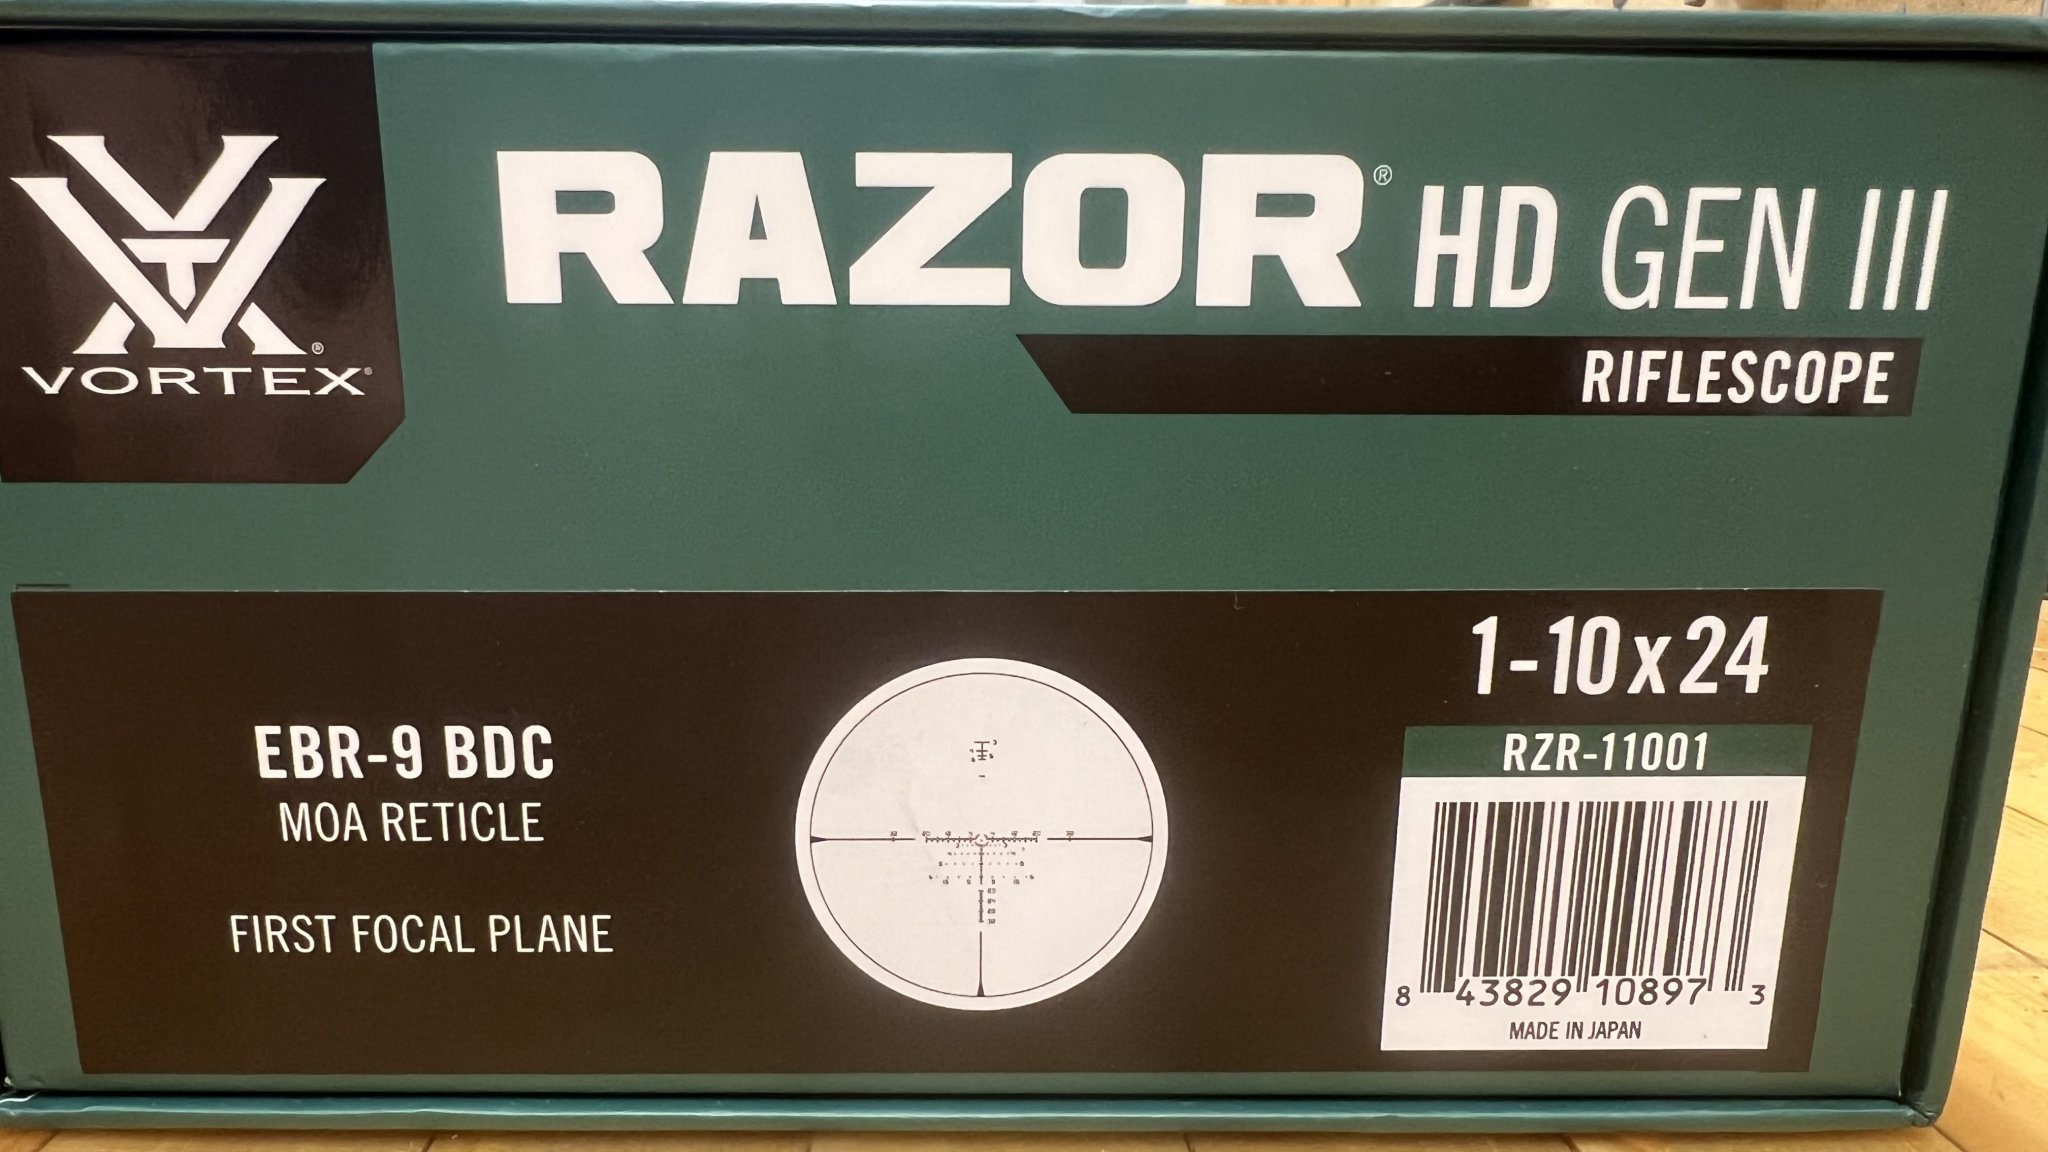 VORTEX®
RAZOR® HD GEN III
RIFLESCOPE
EBR-9 BDC
MOA RETICLE
FIRST FOCAL PLANE
1-10x24
RZR-11001
8 43829 10897 3
MADE IN JAPAN